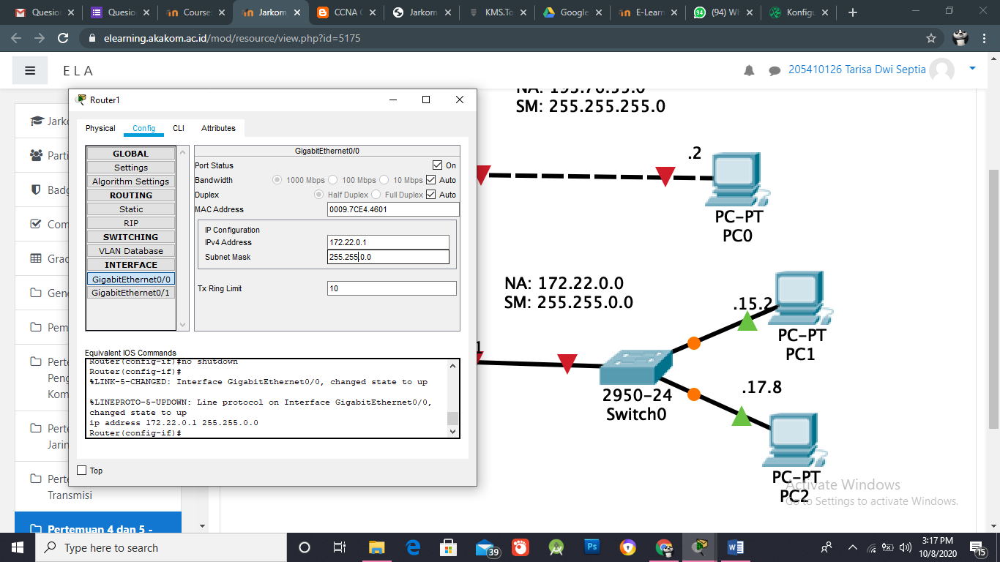 Quesion
Quesion
Course:
Jarkom
CCNA
Jarkom
KMS.To
Google
E-Learn
(94) W
Konfigu
elearning.akakom.ac.id/mod/resource/view.php?id=5175
E L A
205410126 Tarisa Dwi Septia
SM: 255.255.255.0
Router1
Physical Config CLI Attributes
GLOBAL
Settings
Algorithm Settings
ROUTING
Static
RIP
SWITCHING
VLAN Database
INTERFACE
GigabitEthernet0/0
GigabitEthernet0/1
GigabitEthernet0/0
Port Status On
Bandwidth 1000 Mbps 100 Mbps 10 Mbps Auto
Duplex Half Duplex Full Duplex Auto
MAC Address 0009.7CE4.4601
IP Configuration
IPv4 Address 172.22.0.1
Subnet Mask 255.255.0.0
Tx Ring Limit 10
Equivalent IOS Commands
Router(config-if)#no shutdown
Router(config-if)#
%LINK-5-CHANGED: Interface GigabitEthernet0/0, changed state to up
%LINEPROTO-5-UPDOWN: Line protocol on Interface GigabitEthernet0/0,
changed state to up
ip address 172.22.0.1 255.255.0.0
Router(config-if)#
Top
Jarko
Parti
Badg
Com
Grad
Gene
Pem
Perte
Peng
Kom
Perte
Jarin
Perte
Transmisi
Pertemuan 4 dan 5 -
.2
PC-PT
PC0
NA: 172.22.0.0
SM: 255.255.0.0
.15.2
PC-PT
PC1
1
2950-24
Switch0
.17.8
PC-PT
PC2
Activate Windows
Go to Settings to activate Windows.
Type here to search
39
3:17 PM
10/8/2020
15